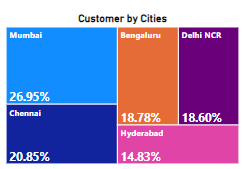 Customer by Cities
Mumbai
26.95%
Chennai
20.85%
Bengaluru
18.78%
Delhi NCR
18.60%
Hyderabad
14.83%